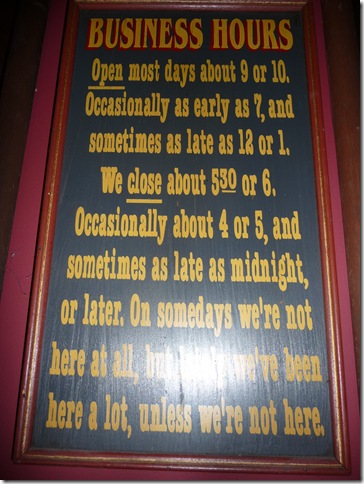 BUSINESS HOURS
Open most days about 9 or 10.
Occasionally as early as 7, and
sometimes as late as 12 or 1.
We close about 530 or 6.
Occasionally about 4 or 5, and
sometimes as late as midnight,
or later. On somedays we're not
here at all, but we've been
here a lot, unless we're not here.